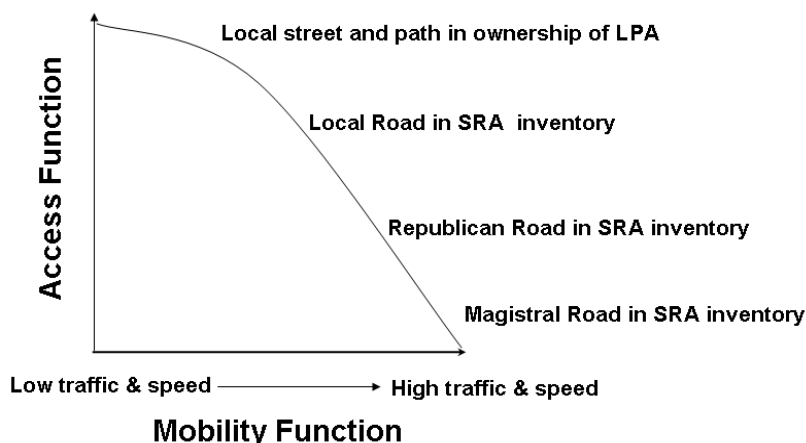 Local street and path in ownership of LPA
Access Function
Local Road in SRA inventory
Republican Road in SRA inventory
Magistral Road in SRA inventory
Low traffic & speed
High traffic & speed
Mobility Function